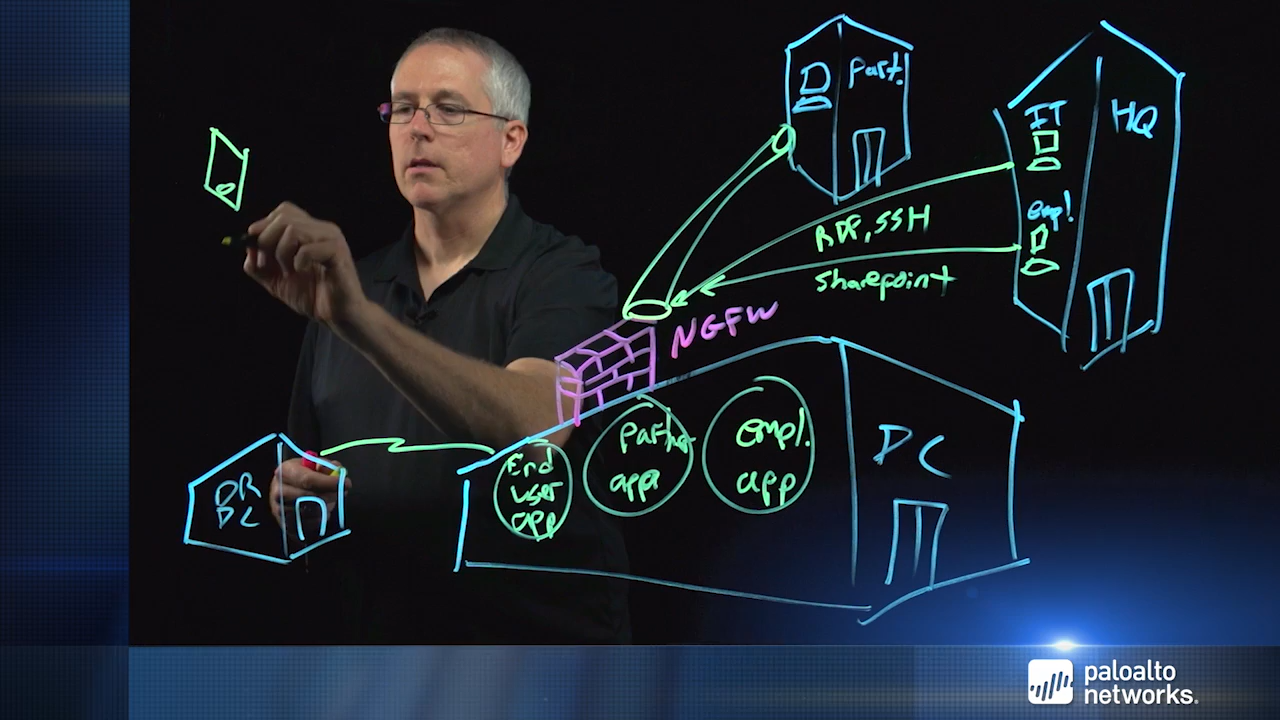 Part.
IT
HQ
empl.
RDP, SSH
Sharepoint
NGFW
End
user
app
Partner
app
empl.
app
DC
DR
DC
paloalto
networks.